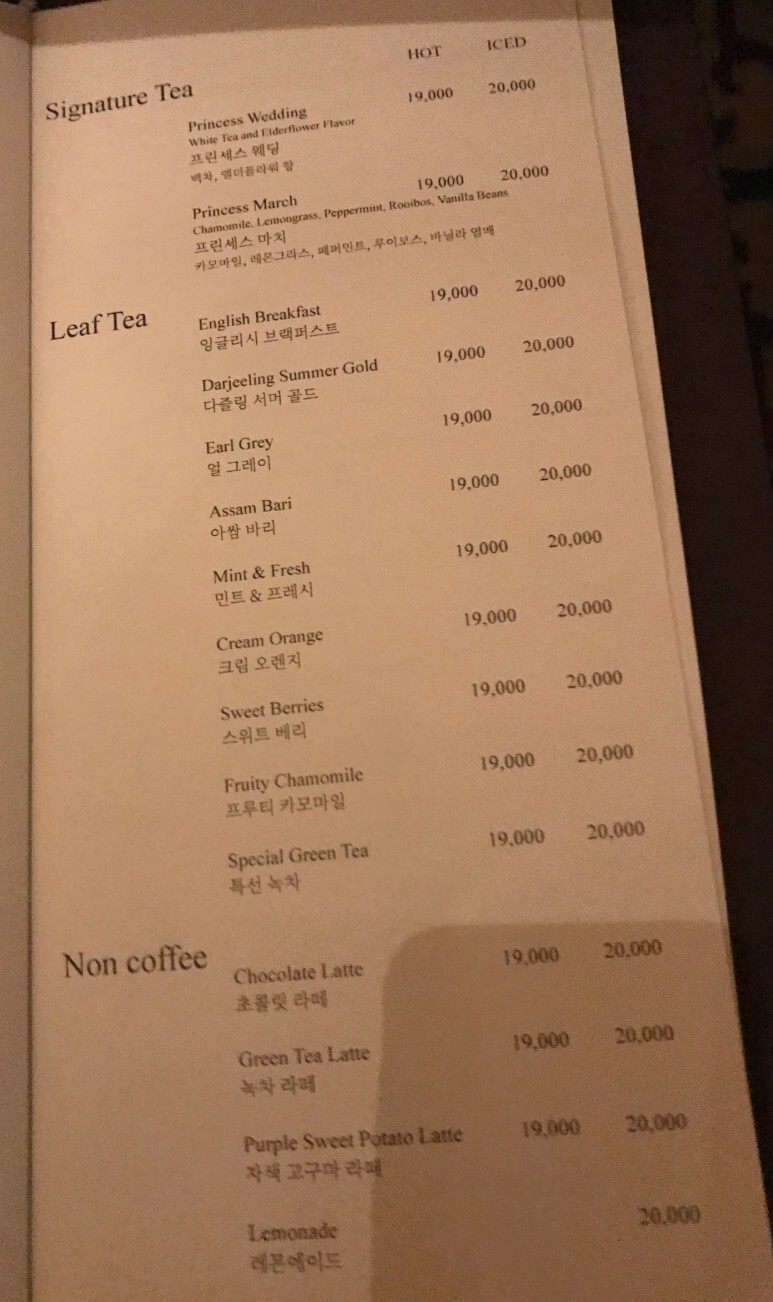 HOT ICED
Signature Tea
Princess Wedding 19,000 20,000
White Tea and Elderflower Flavor
프린세스 웨딩
백차, 엘더플라워 향
Princess March 19,000 20,000
Chamomile, Lemongrass, Peppermint, Rooibos, Vanilla Beans
프린세스 마치
카모마일, 레몬그라스, 페퍼민트, 루이보스, 바닐라 열매
Leaf Tea
English Breakfast 19,000 20,000
잉글리시 브랙퍼스트
Darjeeling Summer Gold 19,000 20,000
다즐링 서머 골드
Earl Grey 19,000 20,000
얼 그레이
Assam Bari 19,000 20,000
아쌈 바리
Mint & Fresh 19,000 20,000
민트 & 프레시
Cream Orange 19,000 20,000
크림 오렌지
Sweet Berries 19,000 20,000
스위트 베리
Fruity Chamomile 19,000 20,000
프루티 카모마일
Special Green Tea 19,000 20,000
특선 녹차
Non coffee
Chocolate Latte 19,000 20,000
초콜릿 라떼
Green Tea Latte 19,000 20,000
녹차 라떼
Purple Sweet Potato Latte 19,000 20,000
자색 고구마 라떼
Lemonade 20,000
레몬에이드